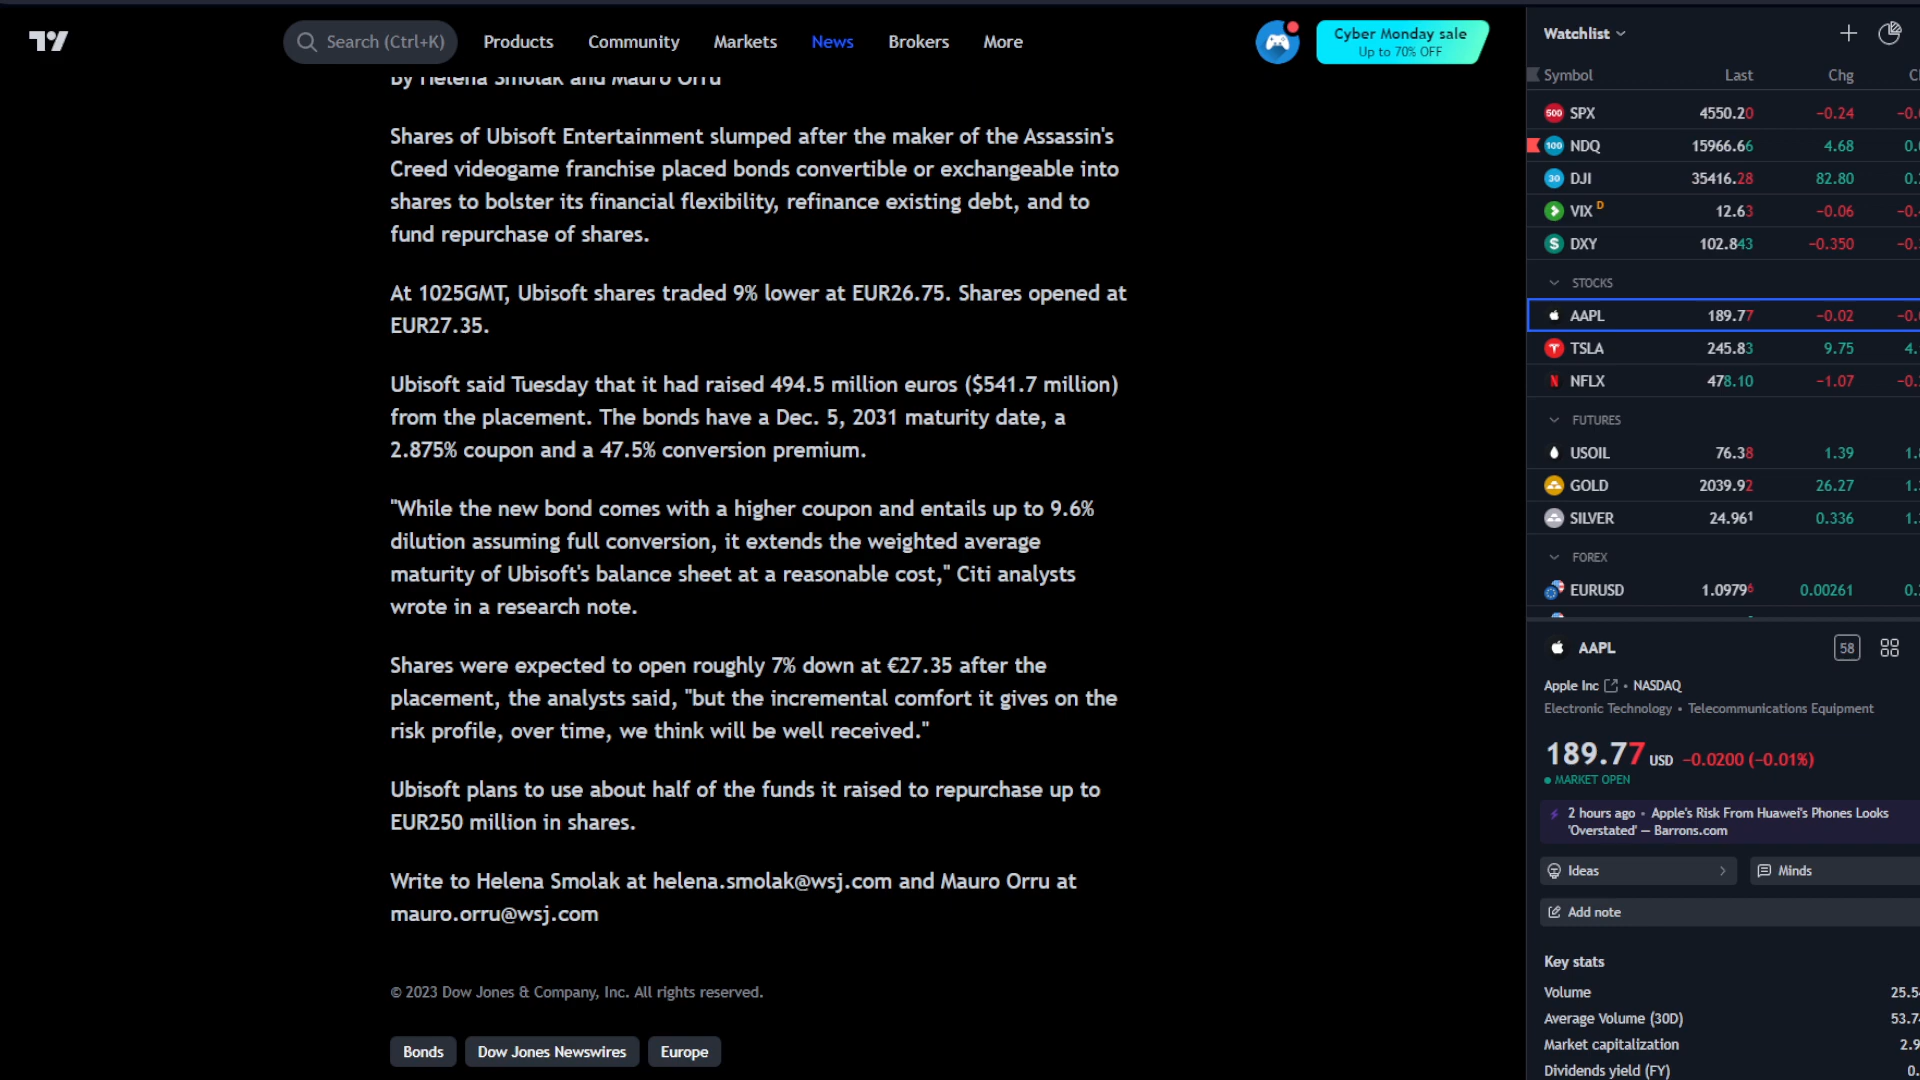 Search (Ctrl+K)
Products
Community
Markets
News
Brokers
More
Cyber Monday sale
Up to 70% OFF
By Helena Smolak and Mauro Orru
Shares of Ubisoft Entertainment slumped after the maker of the Assassin's
Creed videogame franchise placed bonds convertible or exchangeable into
shares to bolster its financial flexibility, refinance existing debt, and to
fund repurchase of shares.
At 1025GMT, Ubisoft shares traded 9% lower at EUR26.75. Shares opened at
EUR27.35.
Ubisoft said Tuesday that it had raised 494.5 million euros ($541.7 million)
from the placement. The bonds have a Dec. 5, 2031 maturity date, a
2.875% coupon and a 47.5% conversion premium.
"While the new bond comes with a higher coupon and entails up to 9.6%
dilution assuming full conversion, it extends the weighted average
maturity of Ubisoft's balance sheet at a reasonable cost," Citi analysts
wrote in a research note.
Shares were expected to open roughly 7% down at €27.35 after the
placement, the analysts said, "but the incremental comfort it gives on the
risk profile, over time, we think will be well received."
Ubisoft plans to use about half of the funds it raised to repurchase up to
EUR250 million in shares.
Write to Helena Smolak at helena.smolak@wsj.com and Mauro Orru at
mauro.orru@wsj.com
© 2023 Dow Jones & Company, Inc. All rights reserved.
Bonds
Dow Jones Newswires
Europe
Watchlist
Symbol Last Chg
500 SPX 4550.20 −0.24
100 NDQ 15966.66 4.68
30 DJI 35416.28 82.80
VIX D 12.63 −0.06
DXY 102.843 −0.350
STOCKS
AAPL 189.77 −0.02
TSLA 245.83 9.75
NFLX 478.10 −1.07
FUTURES
USOIL 76.38 1.39
GOLD 2039.92 26.27
SILVER 24.961 0.336
FOREX
EURUSD 1.09796 0.00261
AAPL 58
Apple Inc • NASDAQ
Electronic Technology • Telecommunications Equipment
189.77 USD −0.0200 (−0.01%)
MARKET OPEN
2 hours ago • Apple's Risk From Huawei's Phones Looks
'Overstated' — Barrons.com
Ideas
Minds
Add note
Key stats
Volume
Average Volume (30D)
Market capitalization
Dividends yield (FY)